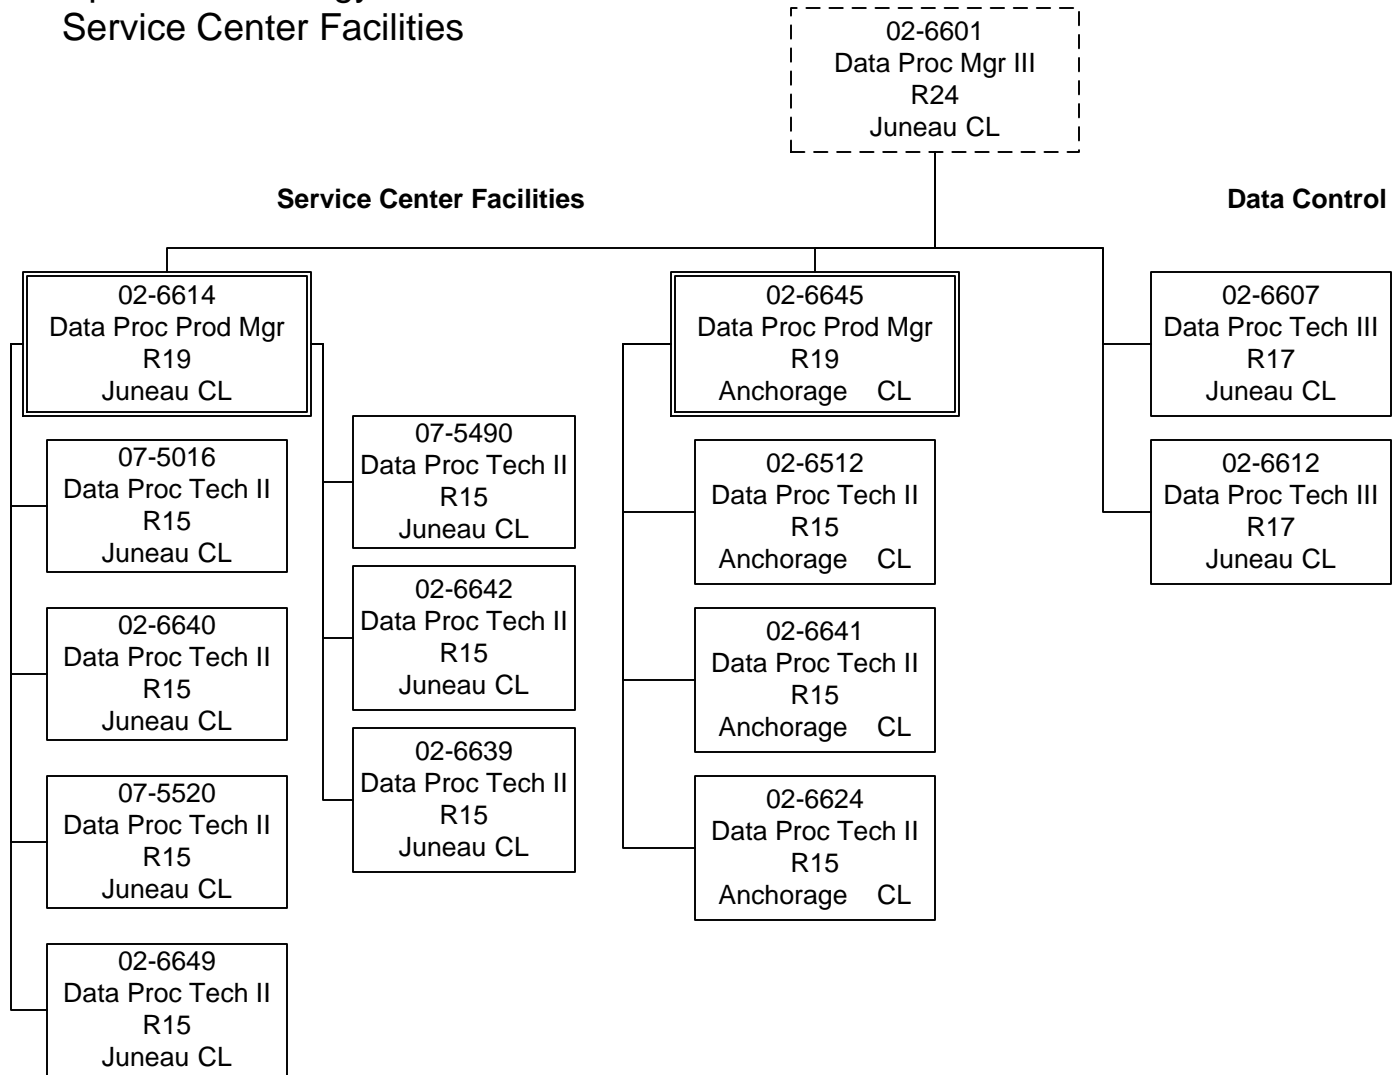 Service Center Facilities
02-6601
Data Proc Mgr III
R24
Juneau CL
Service Center Facilities
Data Control
02-6614
Data Proc Prod Mgr
R19
Juneau CL
07-5016
Data Proc Tech II
R15
Juneau CL
02-6640
Data Proc Tech II
R15
Juneau CL
07-5520
Data Proc Tech II
R15
Juneau CL
02-6649
Data Proc Tech II
R15
Juneau CL
07-5490
Data Proc Tech II
R15
Juneau CL
02-6642
Data Proc Tech II
R15
Juneau CL
02-6639
Data Proc Tech II
R15
Juneau CL
02-6645
Data Proc Prod Mgr
R19
Anchorage CL
02-6512
Data Proc Tech II
R15
Anchorage CL
02-6641
Data Proc Tech II
R15
Anchorage CL
02-6624
Data Proc Tech II
R15
Anchorage CL
02-6607
Data Proc Tech III
R17
Juneau CL
02-6612
Data Proc Tech III
R17
Juneau CL